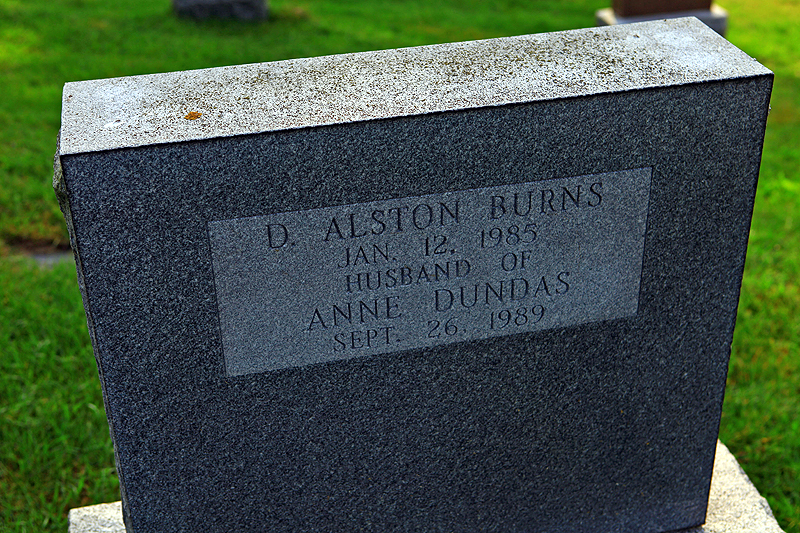 D. ALSTON BURNS
JAN. 12, 1985
HUSBAND OF
ANNE DUNDAS
SEPT. 26, 1989